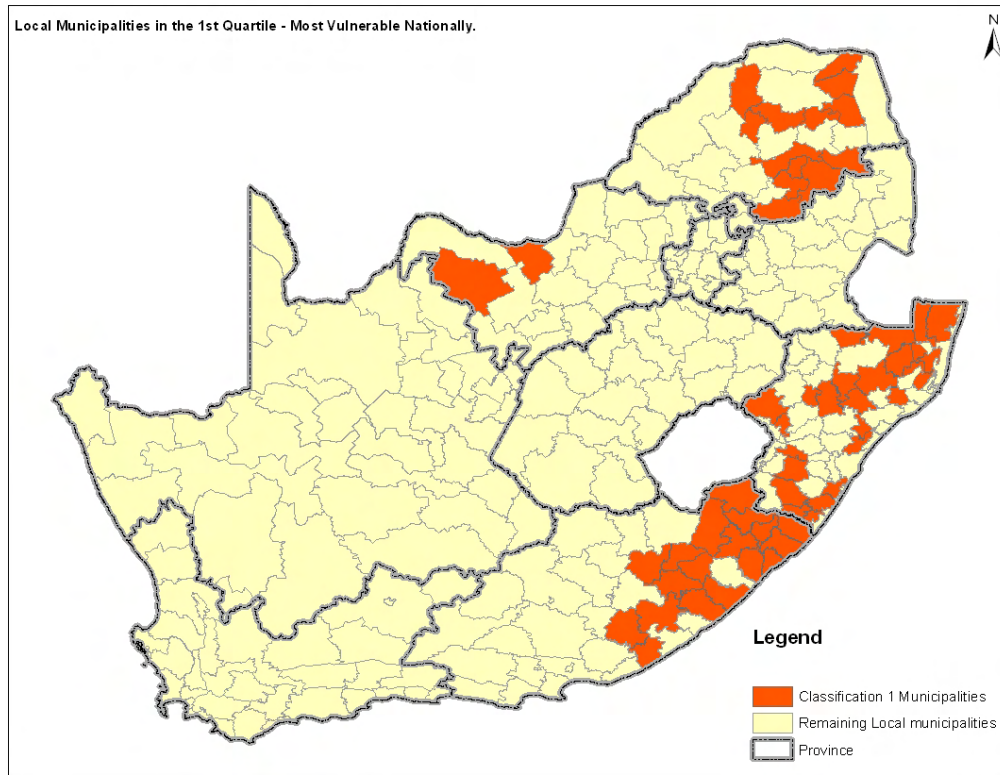 Local Municipalities in the 1st Quartile - Most Vulnerable Nationally.
N
Legend
Classification 1 Municipalities
Remaining Local municipalities
Province